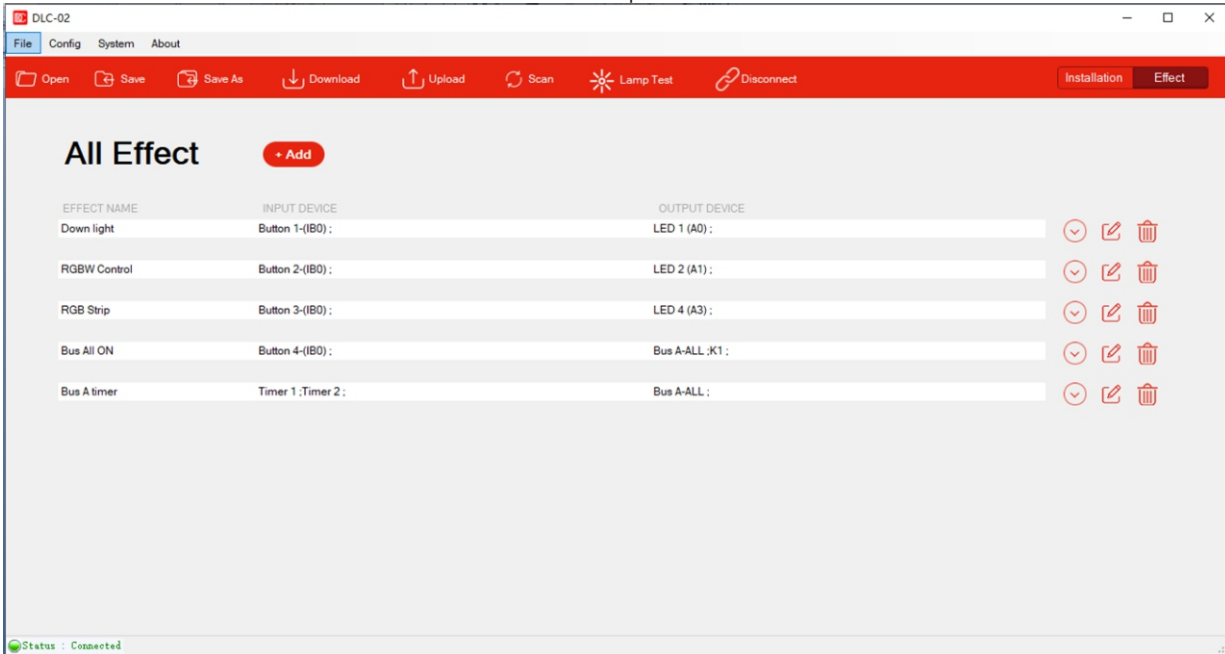 DLC-02
File Config System About
Open Save Save As Download Upload Scan Lamp Test Disconnect Installation Effect
All Effect + Add
EFFECT NAME INPUT DEVICE OUTPUT DEVICE
Down light Button 1-(IB0) ; LED 1 (A0) ;
RGBW Control Button 2-(IB0) ; LED 2 (A1) ;
RGB Strip Button 3-(IB0) ; LED 4 (A3) ;
Bus All ON Button 4-(IB0) ; Bus A-ALL ;K1 ;
Bus A timer Timer 1 ;Timer 2 ; Bus A-ALL ;
Status : Connected